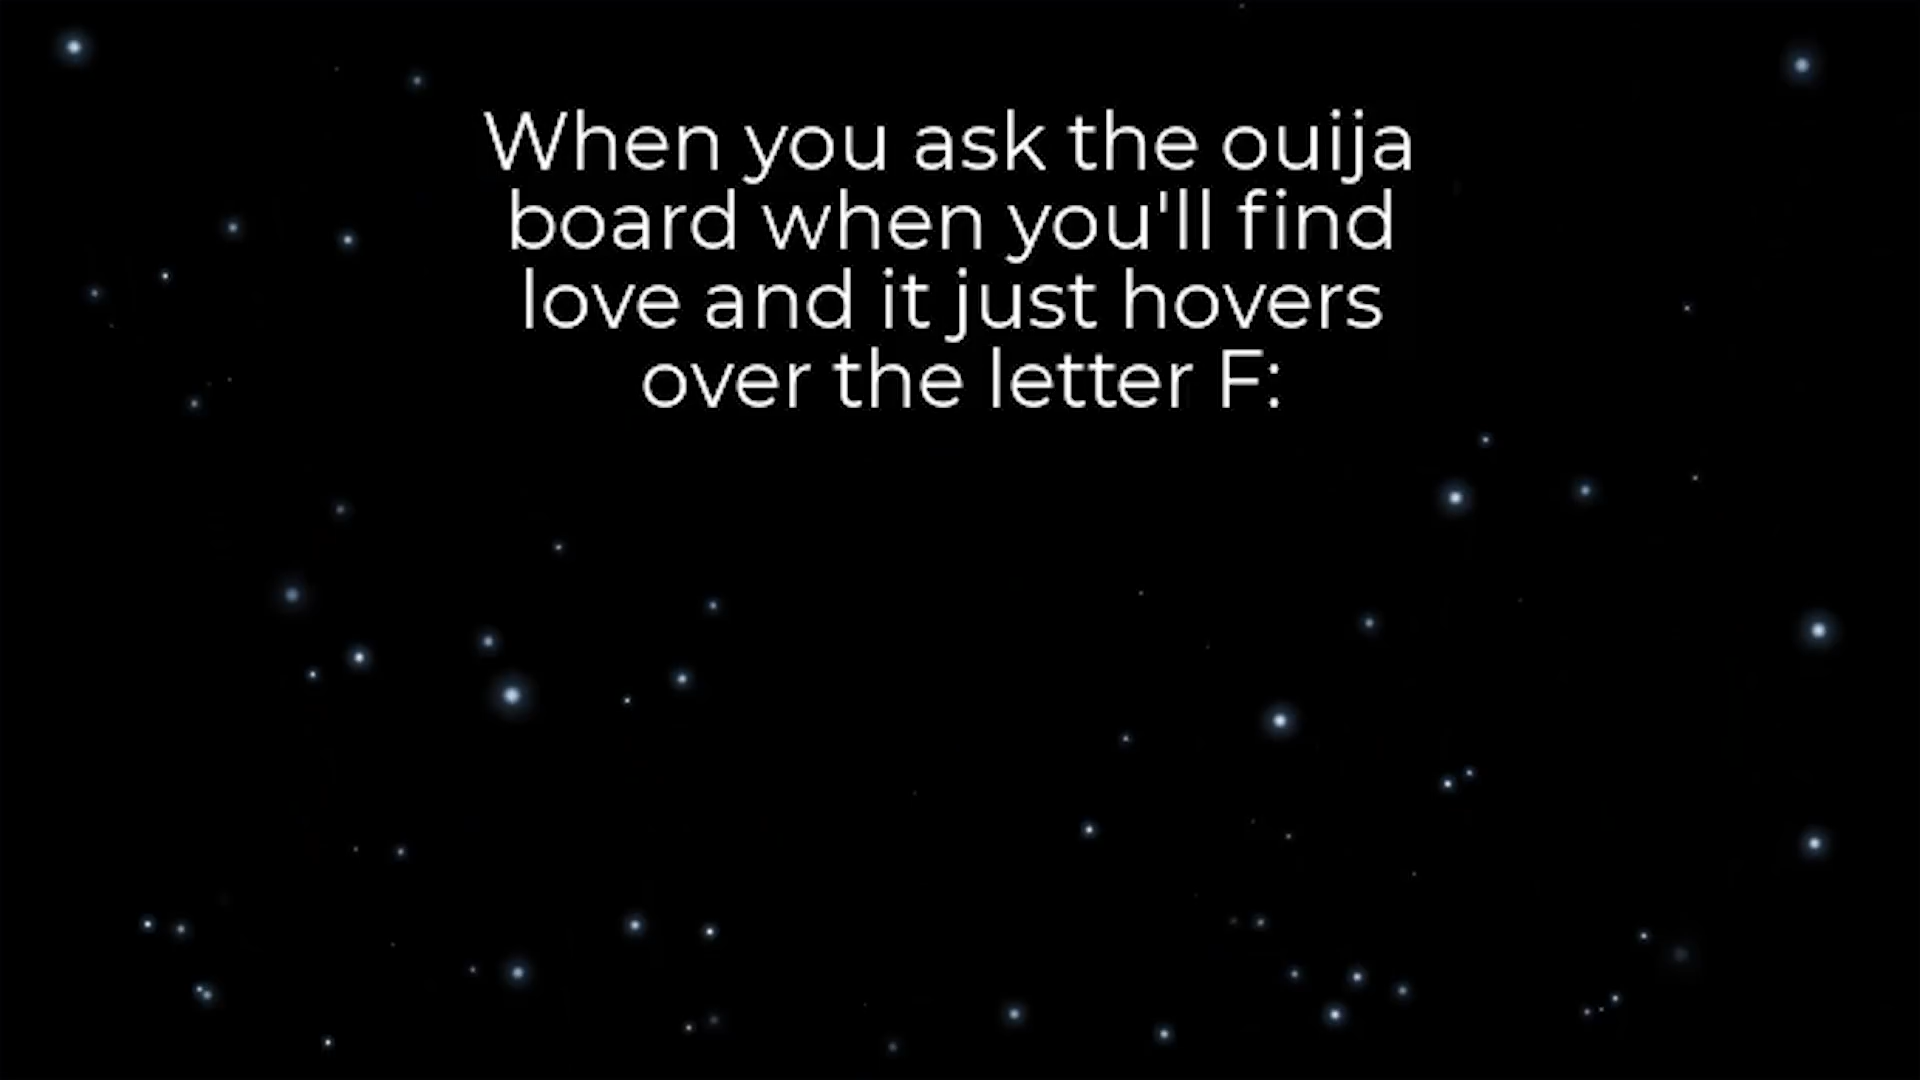 When you ask the ouija
board when you'll find
love and it just hovers
over the letter F: